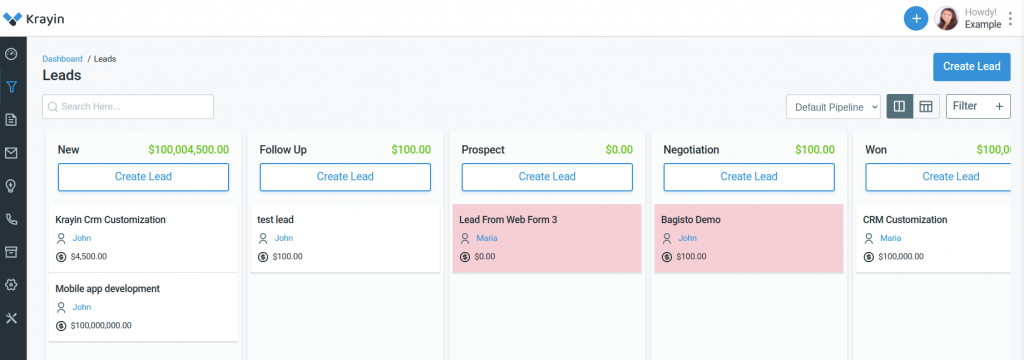 Krayin
Howdy!
Example
Dashboard / Leads
Leads
Create Lead
Search Here...
Default Pipeline
Filter +
New $100,004,500.00
Create Lead
Krayin Crm Customization
John
$4,500.00
Mobile app development
John
$100,000,000.00
Follow Up $100.00
Create Lead
test lead
John
$100.00
Prospect $0.00
Create Lead
Lead From Web Form 3
Maria
$0.00
Negotiation $100.00
Create Lead
Bagisto Demo
John
$100.00
Won $100,0
Create Lead
CRM Customization
Maria
$100,000.00